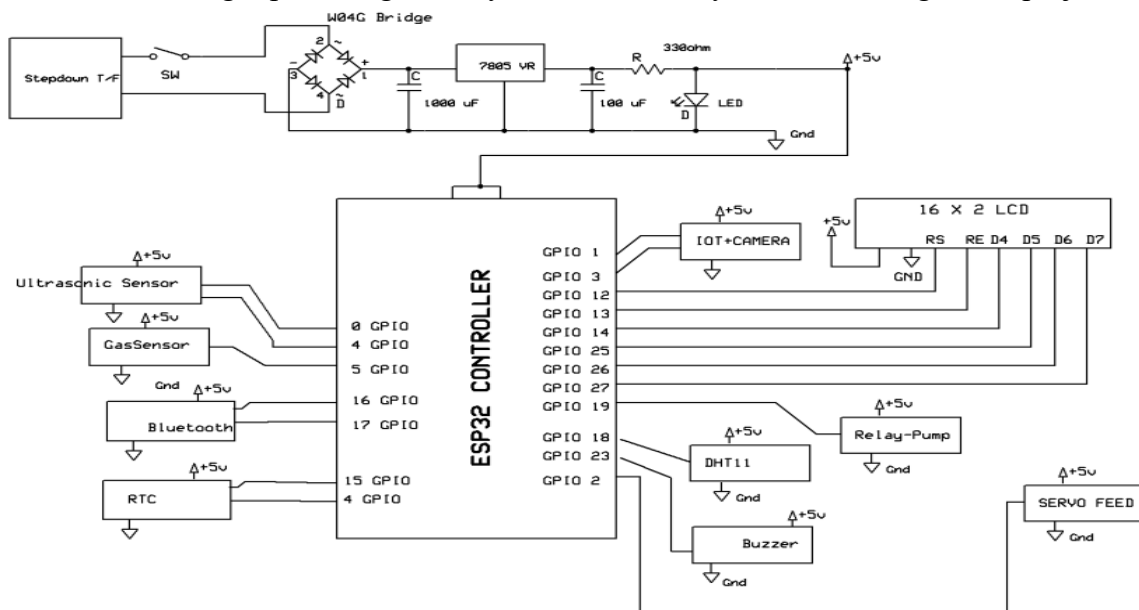 W04G Bridge
Stepdown T/F
SW
2
~
-
3
+
1
4
~
D
C
1000 uF
7805 VR
C
100 uF
330ohm
R
D
LED
+5v
Gnd
ESP32 CONTROLLER
+5v
Ultrasonic Sensor
+5v
GasSensor
Gnd
+5v
Bluetooth
+5v
RTC
0 GPIO
4 GPIO
5 GPIO
16 GPIO
17 GPIO
15 GPIO
4 GPIO
GPIO 1
GPIO 3
GPIO 12
GPIO 13
GPIO 14
GPIO 25
GPIO 26
GPIO 27
GPIO 19
GPIO 18
GPIO 23
GPIO 2
+5v
IOT+CAMERA
+5v
16 X 2 LCD
RS RE D4 D5 D6 D7
GND
+5v
Relay-Pump
Gnd
+5v
DHT11
Gnd
+5v
Buzzer
Gnd
+5v
SERVO FEED
Gnd